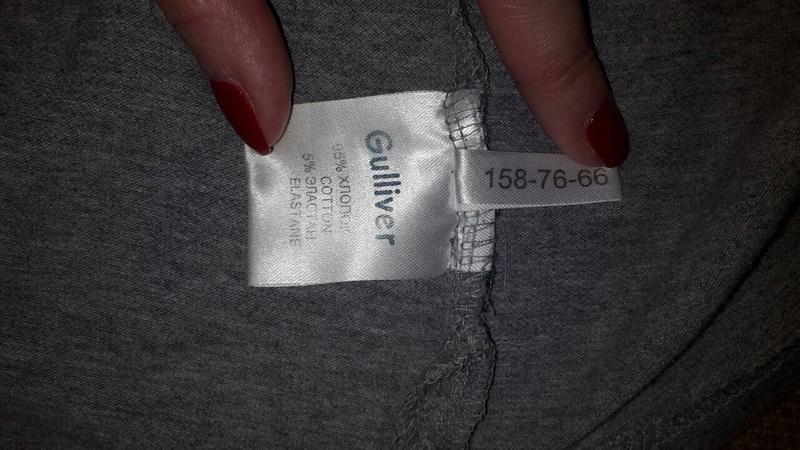 Gulliver
95% ХЛОПОК
COTTON
5% ЭЛАСТАН
ELASTANE
158-76-66